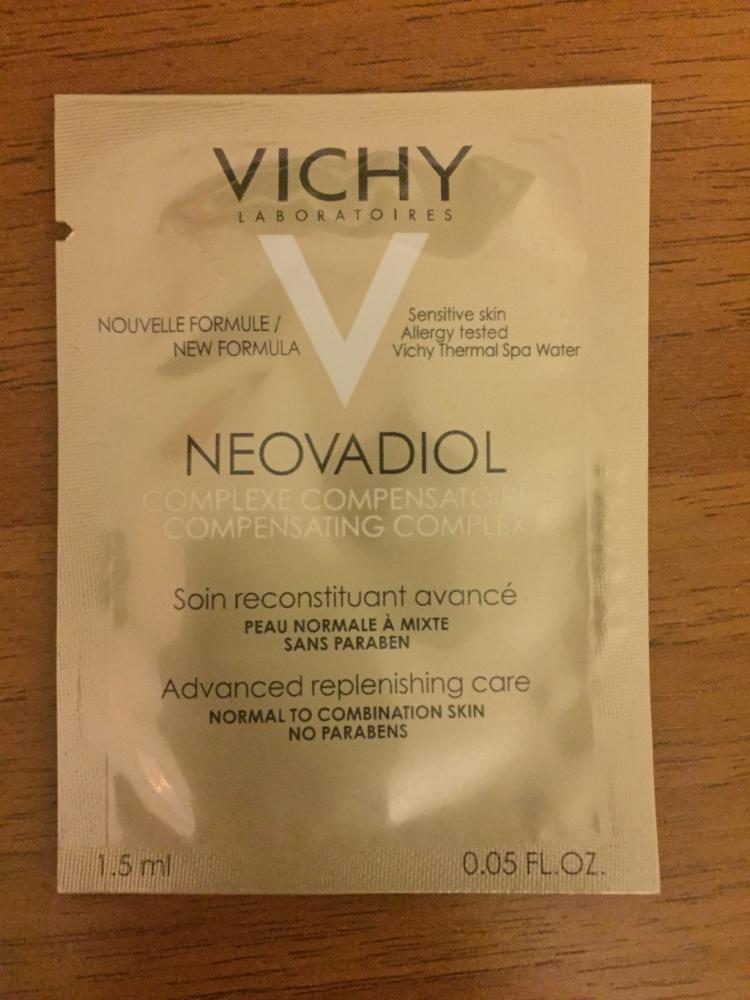 VICHY
LABORATOIRES
NOUVELLE FORMULE /
NEW FORMULA
Sensitive skin
Allergy tested
Vichy Thermal Spa Water
NEOVADIOL
COMPLEXE COMPENSATOIRE
COMPENSATING COMPLEX
Soin reconstituant avancé
PEAU NORMALE À MIXTE
SANS PARABEN
Advanced replenishing care
NORMAL TO COMBINATION SKIN
NO PARABENS
1.5 ml
0.05 FL.OZ.